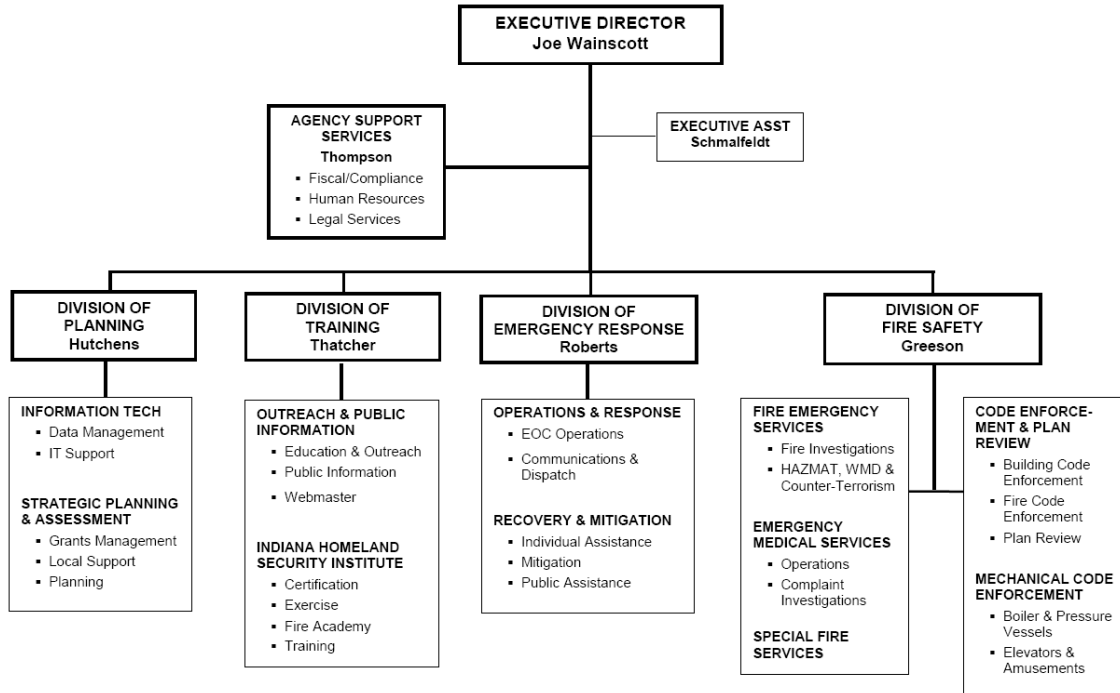 EXECUTIVE DIRECTOR
Joe Wainscott
AGENCY SUPPORT
SERVICES
Thompson
▪ Fiscal/Compliance
▪ Human Resources
▪ Legal Services
EXECUTIVE ASST
Schmalfeldt
DIVISION OF
PLANNING
Hutchens
DIVISION OF
TRAINING
Thatcher
DIVISION OF
EMERGENCY RESPONSE
Roberts
DIVISION OF
FIRE SAFETY
Greeson
INFORMATION TECH
▪ Data Management
▪ IT Support
STRATEGIC PLANNING
& ASSESSMENT
▪ Grants Management
▪ Local Support
▪ Planning
OUTREACH & PUBLIC
INFORMATION
▪ Education & Outreach
▪ Public Information
▪ Webmaster
INDIANA HOMELAND
SECURITY INSTITUTE
▪ Certification
▪ Exercise
▪ Fire Academy
▪ Training
OPERATIONS & RESPONSE
▪ EOC Operations
▪ Communications &
Dispatch
RECOVERY & MITIGATION
▪ Individual Assistance
▪ Mitigation
▪ Public Assistance
FIRE EMERGENCY
SERVICES
▪ Fire Investigations
▪ HAZMAT, WMD &
Counter-Terrorism
EMERGENCY
MEDICAL SERVICES
▪ Operations
▪ Complaint
Investigations
SPECIAL FIRE
SERVICES
CODE ENFORCE-
MENT & PLAN
REVIEW
▪ Building Code
Enforcement
▪ Fire Code
Enforcement
▪ Plan Review
MECHANICAL CODE
ENFORCEMENT
▪ Boiler & Pressure
Vessels
▪ Elevators &
Amusements